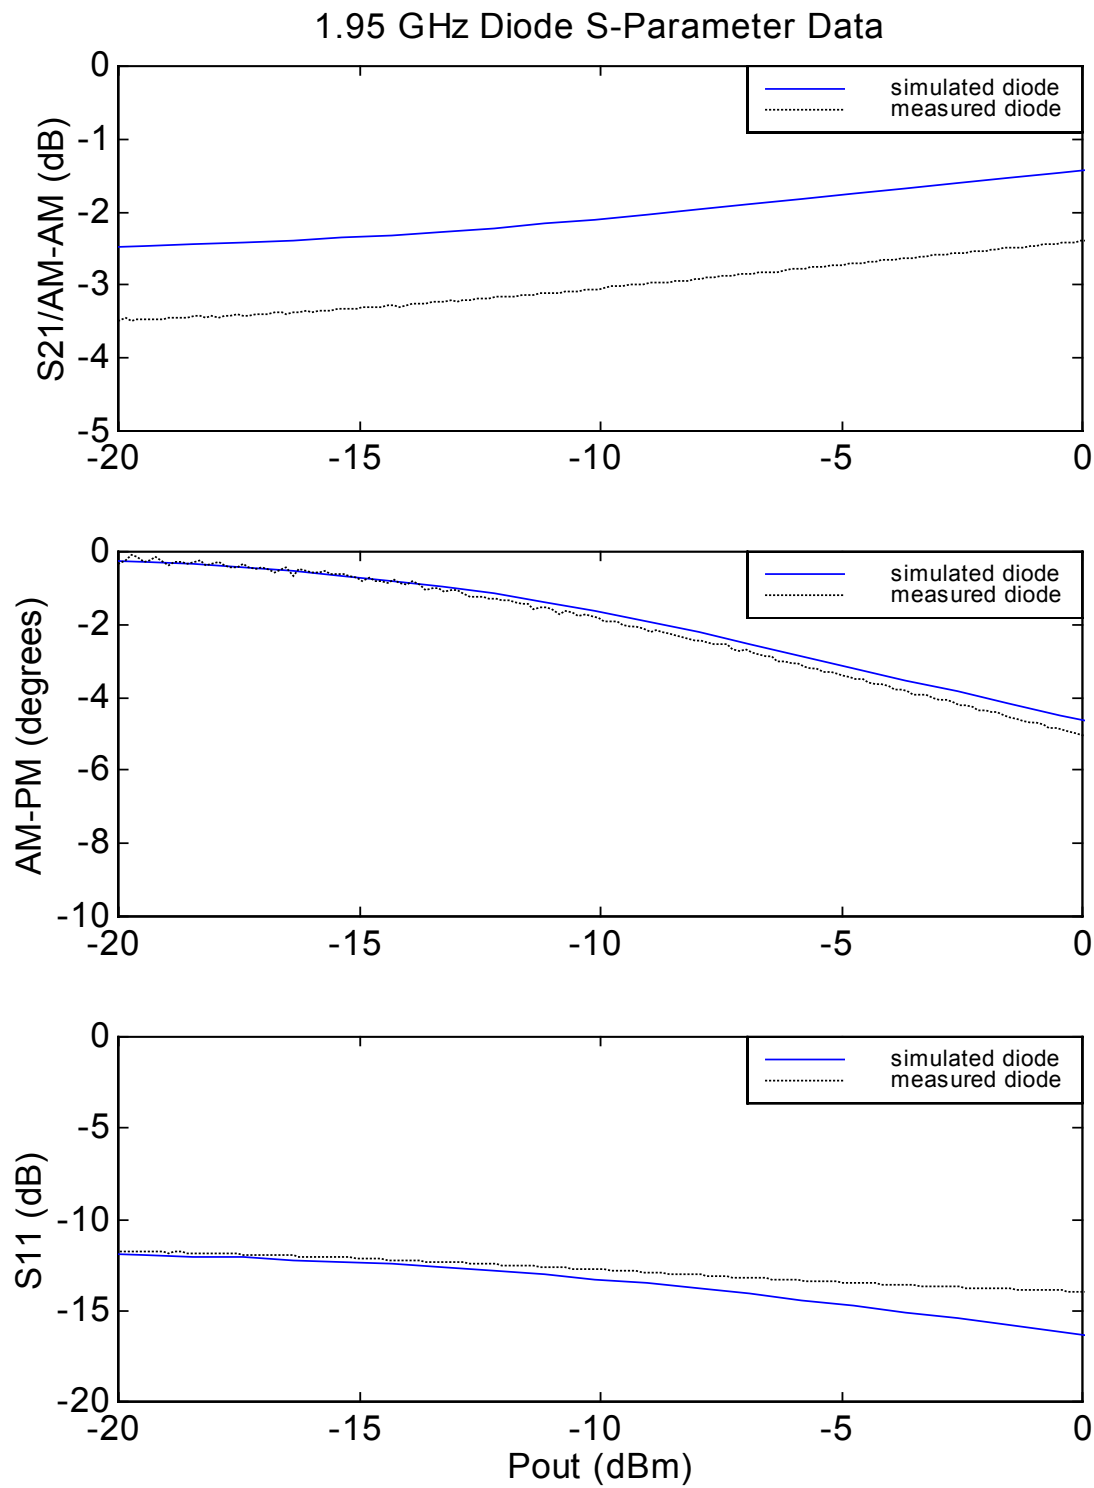 1.95 GHz Diode S-Parameter Data
S21/AM-AM (dB)
0
-1
-2
-3
-4
-5
simulated diode
measured diode
-20 -15 -10 -5 0
AM-PM (degrees)
0
-2
-4
-6
-8
-10
simulated diode
measured diode
-20 -15 -10 -5 0
S11 (dB)
0
-5
-10
-15
-20
simulated diode
measured diode
-20 -15 -10 -5 0
Pout (dBm)